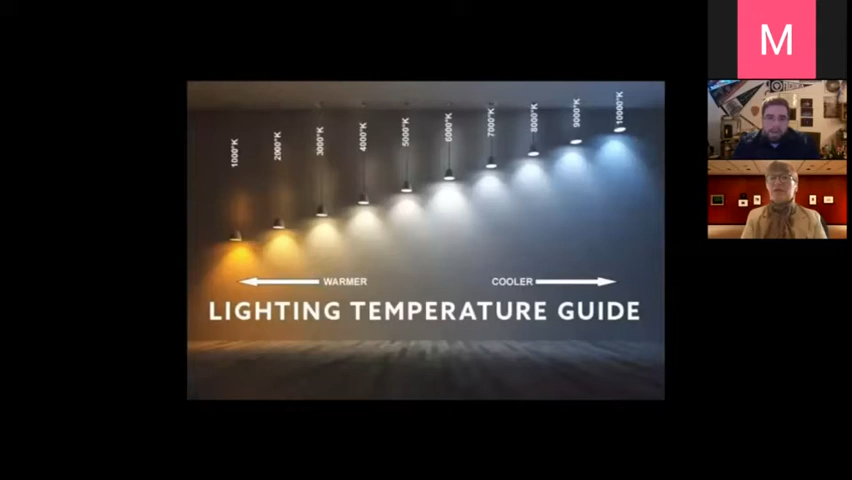 1000°K 2000°K 3000°K 4000°K 5000°K 6000°K 7000°K 8000°K 9000°K 10000°K
WARMER COOLER
LIGHTING TEMPERATURE GUIDE
M